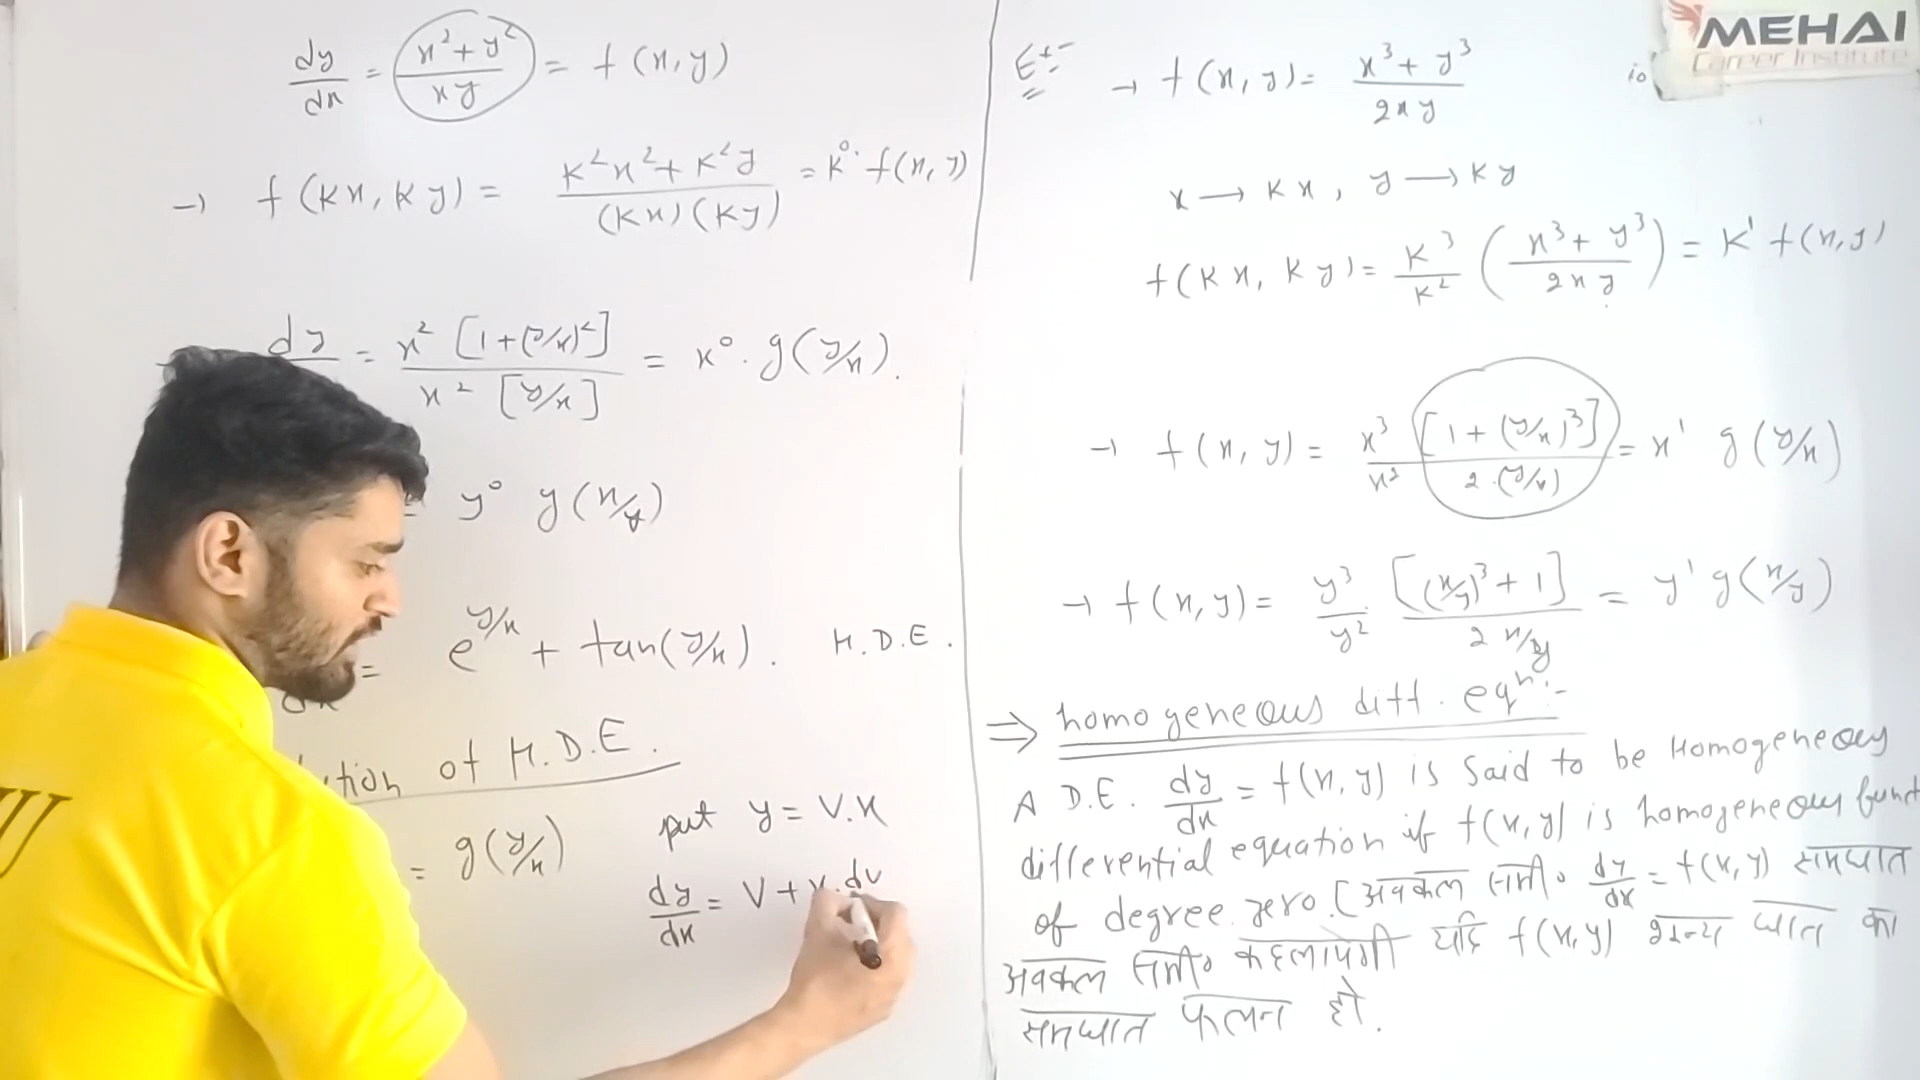 dy/dx = x²+y²/xy = f(x,y)
→ f(kx, ky) = k²x²+k²y/(kx)(ky) = k⁰. f(x,y)
dy = x² [1+(y/x)²]/x² [y/x] = x⁰. g(y/x).
= y⁰ g(x/y)
= e^y/x + tan(y/x). H.D.E.
tion of H.D.E.
= g(y/x)
put y = v.x
dy/dx = v + x.dv
MEHAI
Career Institute
Ex:-
→ f(x, y) = x³+y³/2xy
x → kx, y → ky
f(kx, ky) = k³/k² (x³+y³/2xy) = k¹ f(x,y)
→ f(x, y) = x³/x² [1+(y/x)³]/2.(y/x) = x¹ g(y/x)
→ f(x,y) = y³/y² [(x/y)³+1]/2 x/y = y¹ g(x/y)
⇒ homogeneous diff. eqⁿ:-
A D.E. dy/dx = f(x, y) is said to be Homogeneous
differential equation if f(x,y) is homogeneous funct
of degree zero. [अवकल समी० dy/dx = f(x,y) समघात
अवकल समी० कहलायेगी यदि f(x,y) शून्य घात का
समघात फलन हो.